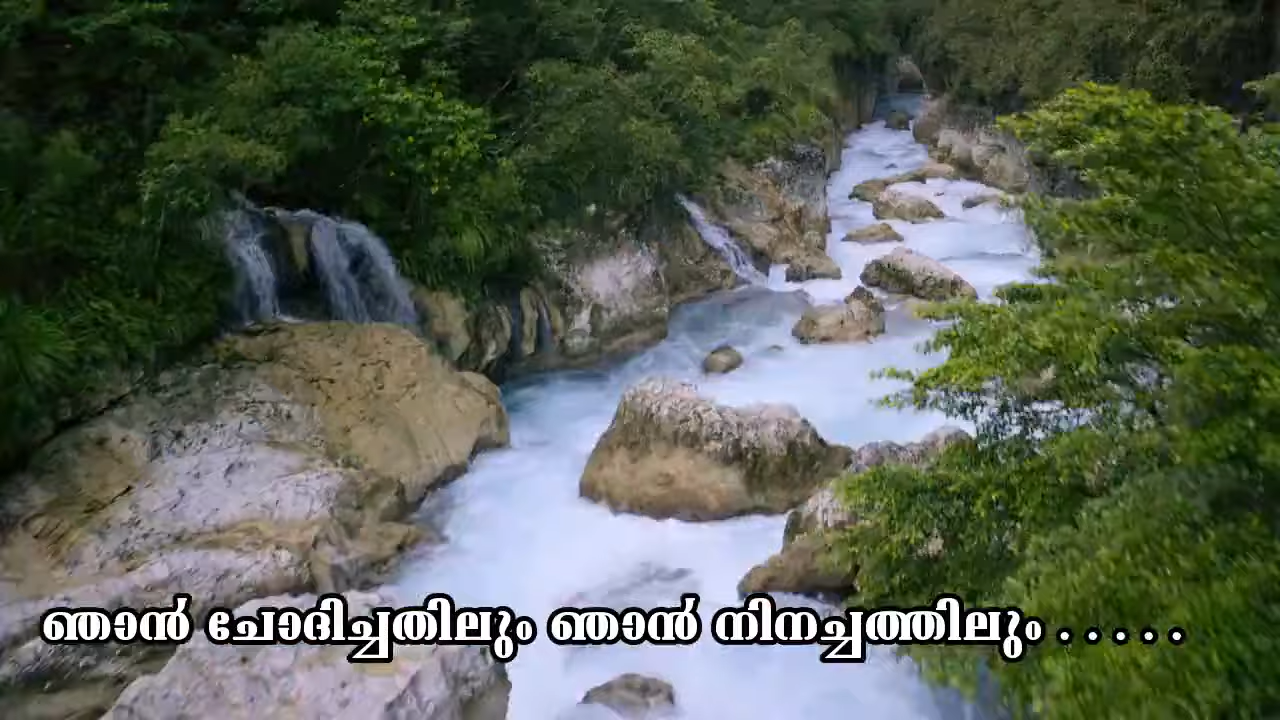 ഞാൻ ചോദിച്ചതിലും ഞാൻ നിനച്ചത്തിലും . . . . .